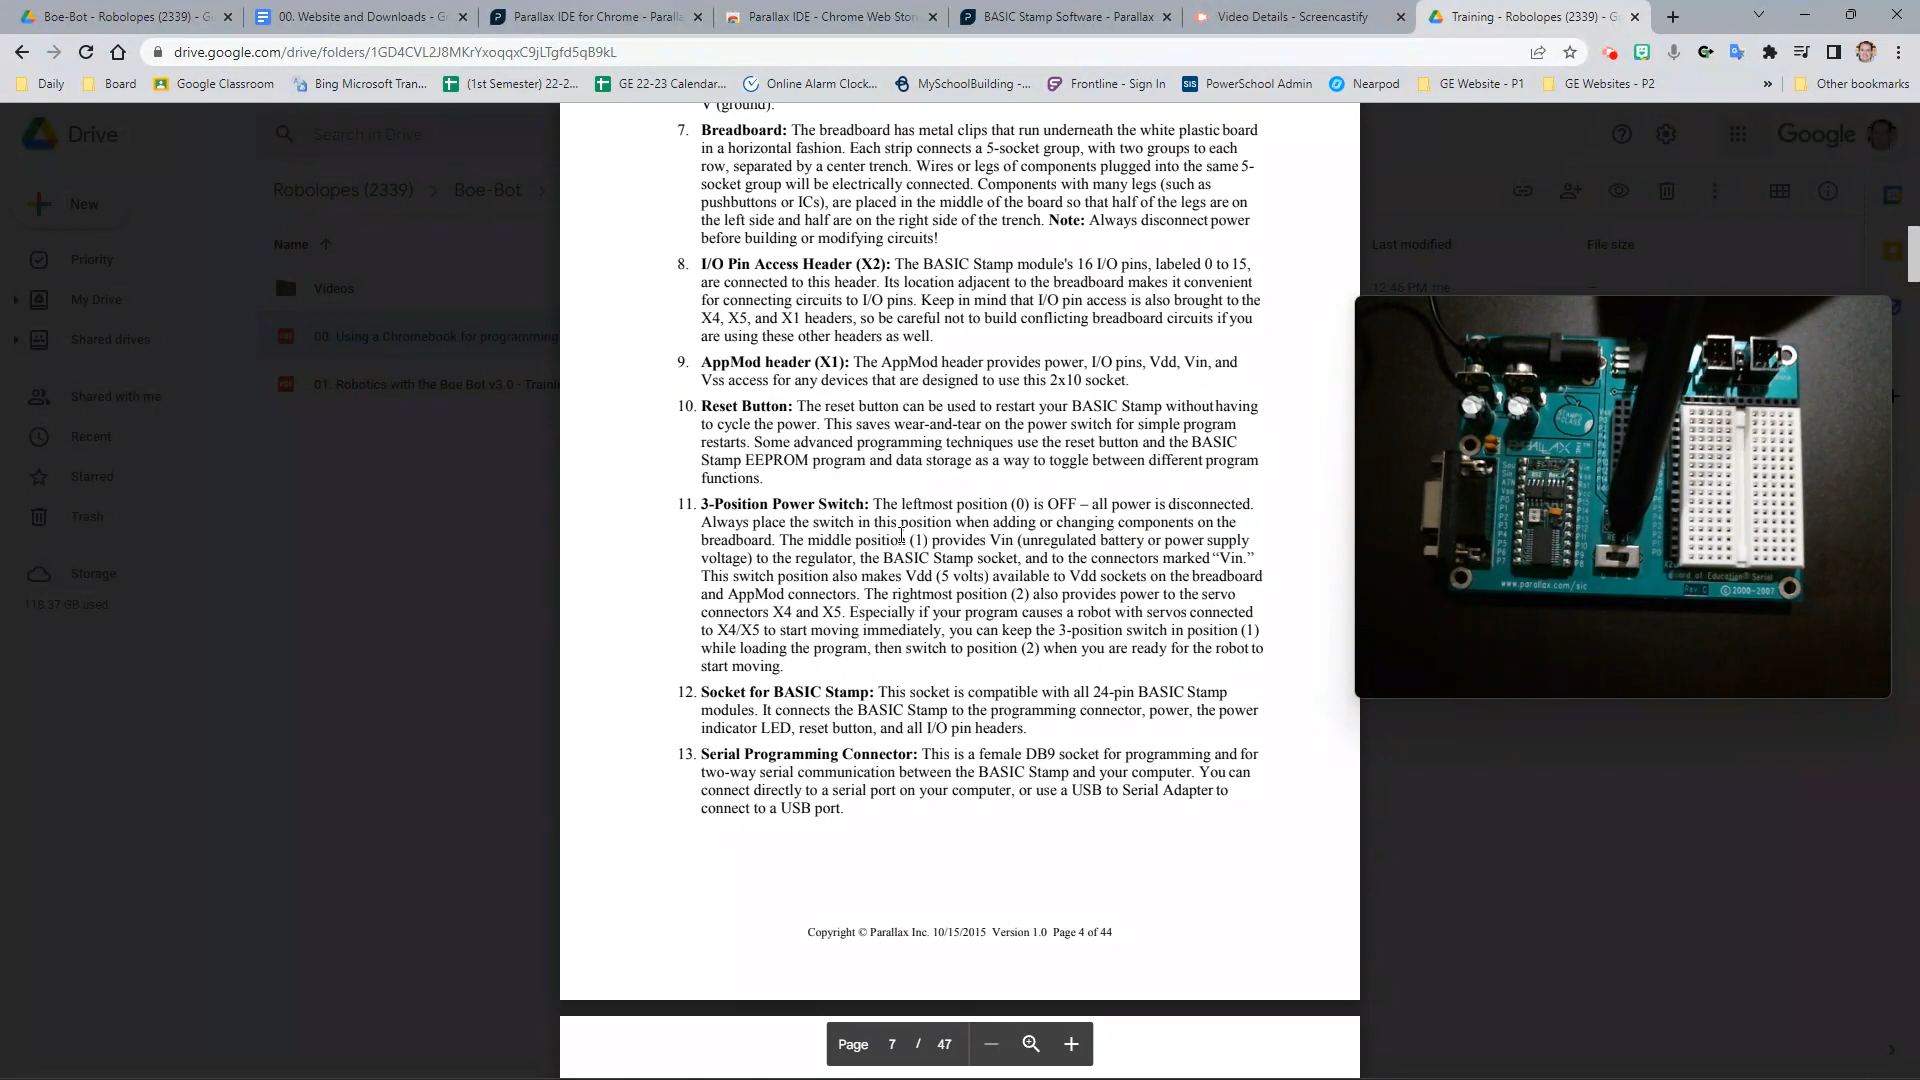 Boe-Bot - Robolopes (2339) - G
00. Website and Downloads - G
Parallax IDE for Chrome - Paralla
Parallax IDE - Chrome Web Stor
BASIC Stamp Software - Parallax
Video Details - Screencastify
Training - Robolopes (2339) - G
drive.google.com/drive/folders/1GD4CVL2J8MKrYxoqqxC9jLTgfd5qB9kL
Daily
Board
Google Classroom
Bing Microsoft Tran...
(1st Semester) 22-2...
GE 22-23 Calendar...
Online Alarm Clock...
MySchoolBuilding -...
Frontline - Sign In
SIS PowerSchool Admin
Nearpod
GE Website - P1
GE Websites - P2
»
Other bookmarks
Drive
Search in Drive
Google
Robolopes (2339) > Boe-Bot >
New
Name
Last modified
File size
Priority
My Drive
Shared drives
Shared with me
Recent
Starred
Trash
Storage
118.37 GB used
Videos
12:46 PM me
00. Using a Chromebook for programming
01. Robotics with the Boe Bot v3.0 - Traini
V (ground).
7. Breadboard: The breadboard has metal clips that run underneath the white plastic board
in a horizontal fashion. Each strip connects a 5-socket group, with two groups to each
row, separated by a center trench. Wires or legs of components plugged into the same 5-
socket group will be electrically connected. Components with many legs (such as
pushbuttons or ICs), are placed in the middle of the board so that half of the legs are on
the left side and half are on the right side of the trench. Note: Always disconnect power
before building or modifying circuits!
8. I/O Pin Access Header (X2): The BASIC Stamp module's 16 I/O pins, labeled 0 to 15,
are connected to this header. Its location adjacent to the breadboard makes it convenient
for connecting circuits to I/O pins. Keep in mind that I/O pin access is also brought to the
X4, X5, and X1 headers, so be careful not to build conflicting breadboard circuits if you
are using these other headers as well.
9. AppMod header (X1): The AppMod header provides power, I/O pins, Vdd, Vin, and
Vss access for any devices that are designed to use this 2x10 socket.
10. Reset Button: The reset button can be used to restart your BASIC Stamp without having
to cycle the power. This saves wear-and-tear on the power switch for simple program
restarts. Some advanced programming techniques use the reset button and the BASIC
Stamp EEPROM program and data storage as a way to toggle between different program
functions.
11. 3-Position Power Switch: The leftmost position (0) is OFF – all power is disconnected.
Always place the switch in this position when adding or changing components on the
breadboard. The middle position (1) provides Vin (unregulated battery or power supply
voltage) to the regulator, the BASIC Stamp socket, and to the connectors marked “Vin.”
This switch position also makes Vdd (5 volts) available to Vdd sockets on the breadboard
and AppMod connectors. The rightmost position (2) also provides power to the servo
connectors X4 and X5. Especially if your program causes a robot with servos connected
to X4/X5 to start moving immediately, you can keep the 3-position switch in position (1)
while loading the program, then switch to position (2) when you are ready for the robot to
start moving.
12. Socket for BASIC Stamp: This socket is compatible with all 24-pin BASIC Stamp
modules. It connects the BASIC Stamp to the programming connector, power, the power
indicator LED, reset button, and all I/O pin headers.
13. Serial Programming Connector: This is a female DB9 socket for programming and for
two-way serial communication between the BASIC Stamp and your computer. You can
connect directly to a serial port on your computer, or use a USB to Serial Adapter to
connect to a USB port.
Copyright © Parallax Inc. 10/15/2015 Version 1.0 Page 4 of 44
Page 7 / 47
www.parallax.com/sic
Board of Education® Serial
Rev C
©2000-2007